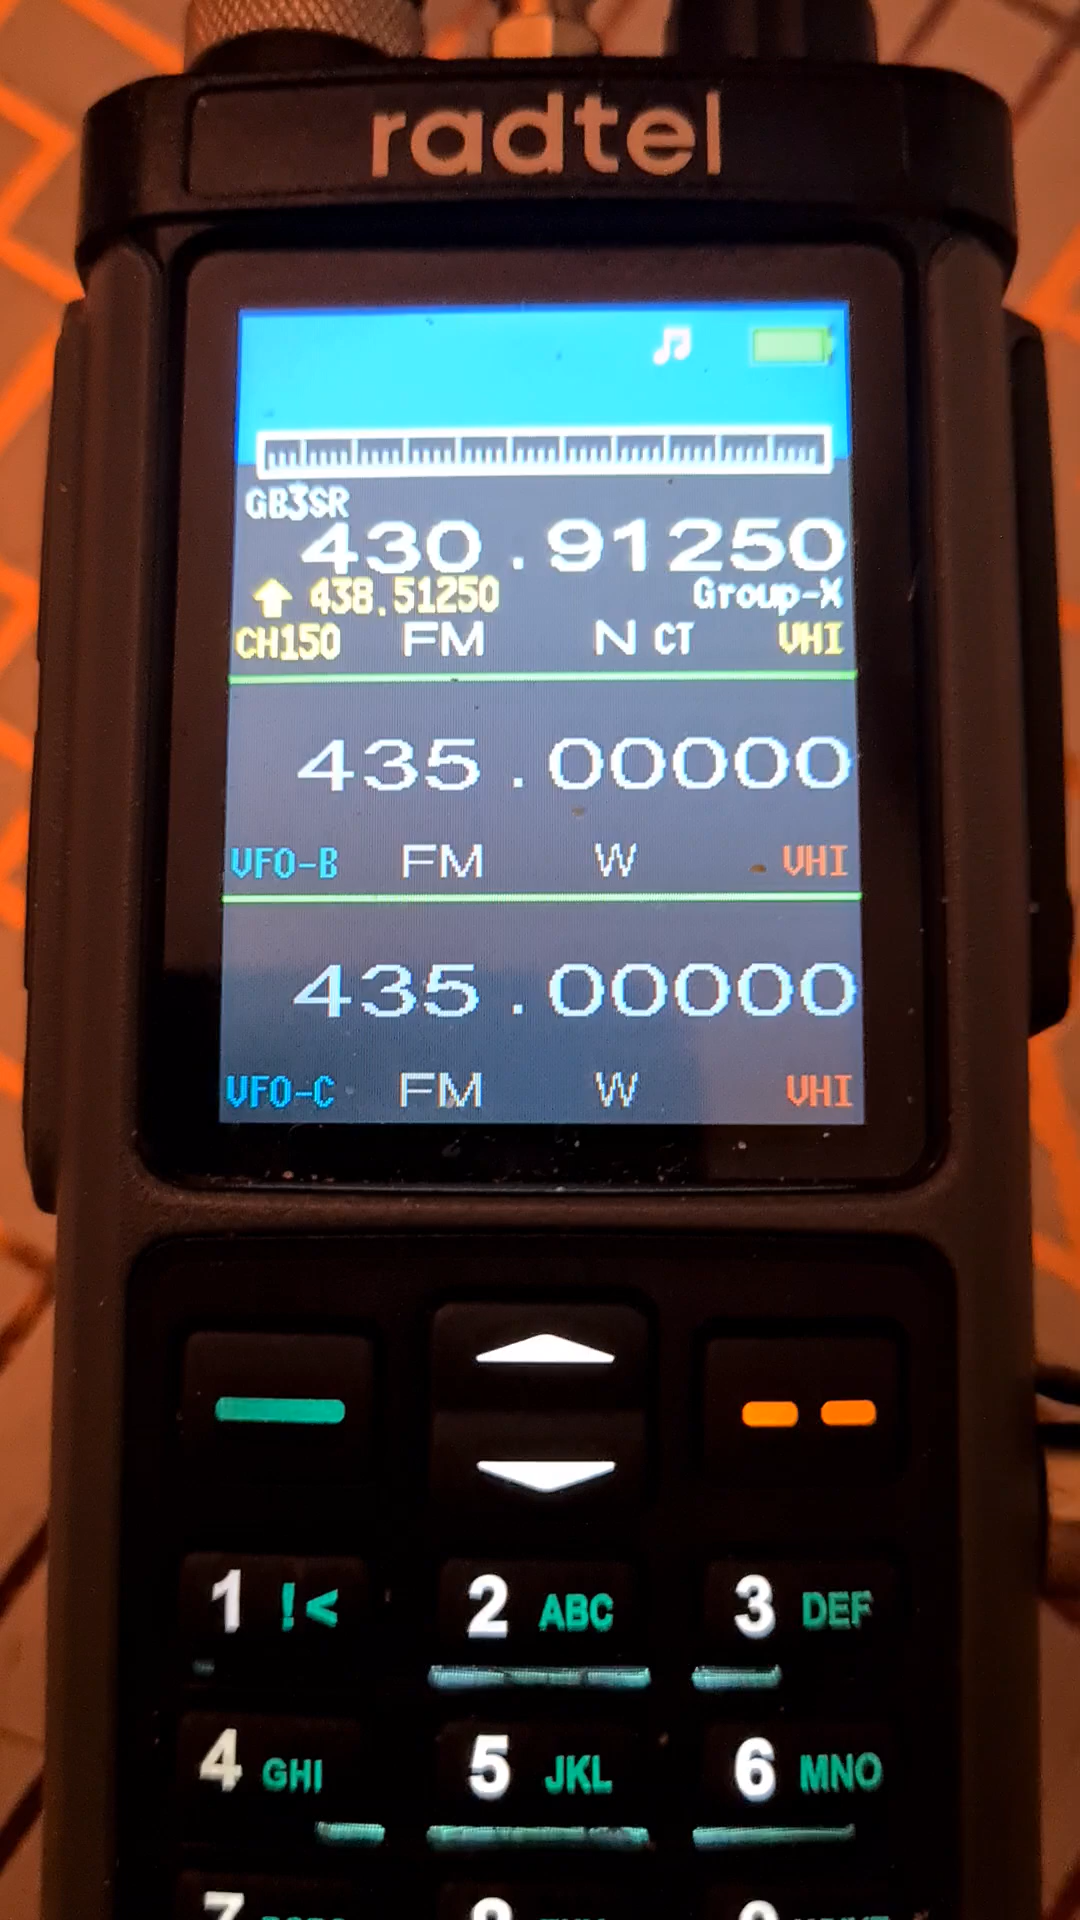 radtel
GB3SR
430.91250
438.51250 Group-X
CH150 FM N CT VHI
435.00000
VFO-B FM W VHI
435.00000
VFO-C FM W VHI
1 !< 2 ABC 3 DEF
4 GHI 5 JKL 6 MNO
7